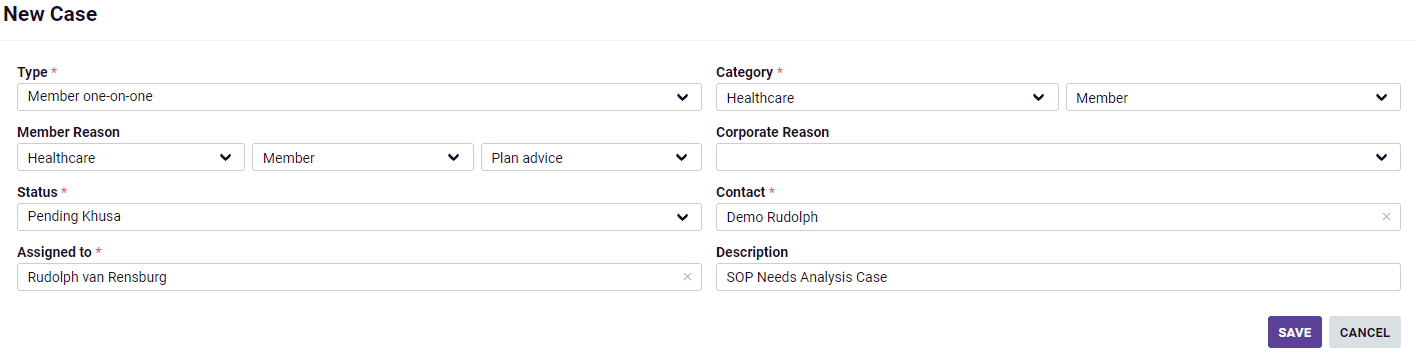 New Case
Type * Category *
Member one-on-one Healthcare Member
Member Reason Corporate Reason
Healthcare Member Plan advice
Status * Contact *
Pending Khusa Demo Rudolph
Assigned to * Description
Rudolph van Rensburg SOP Needs Analysis Case
SAVE CANCEL